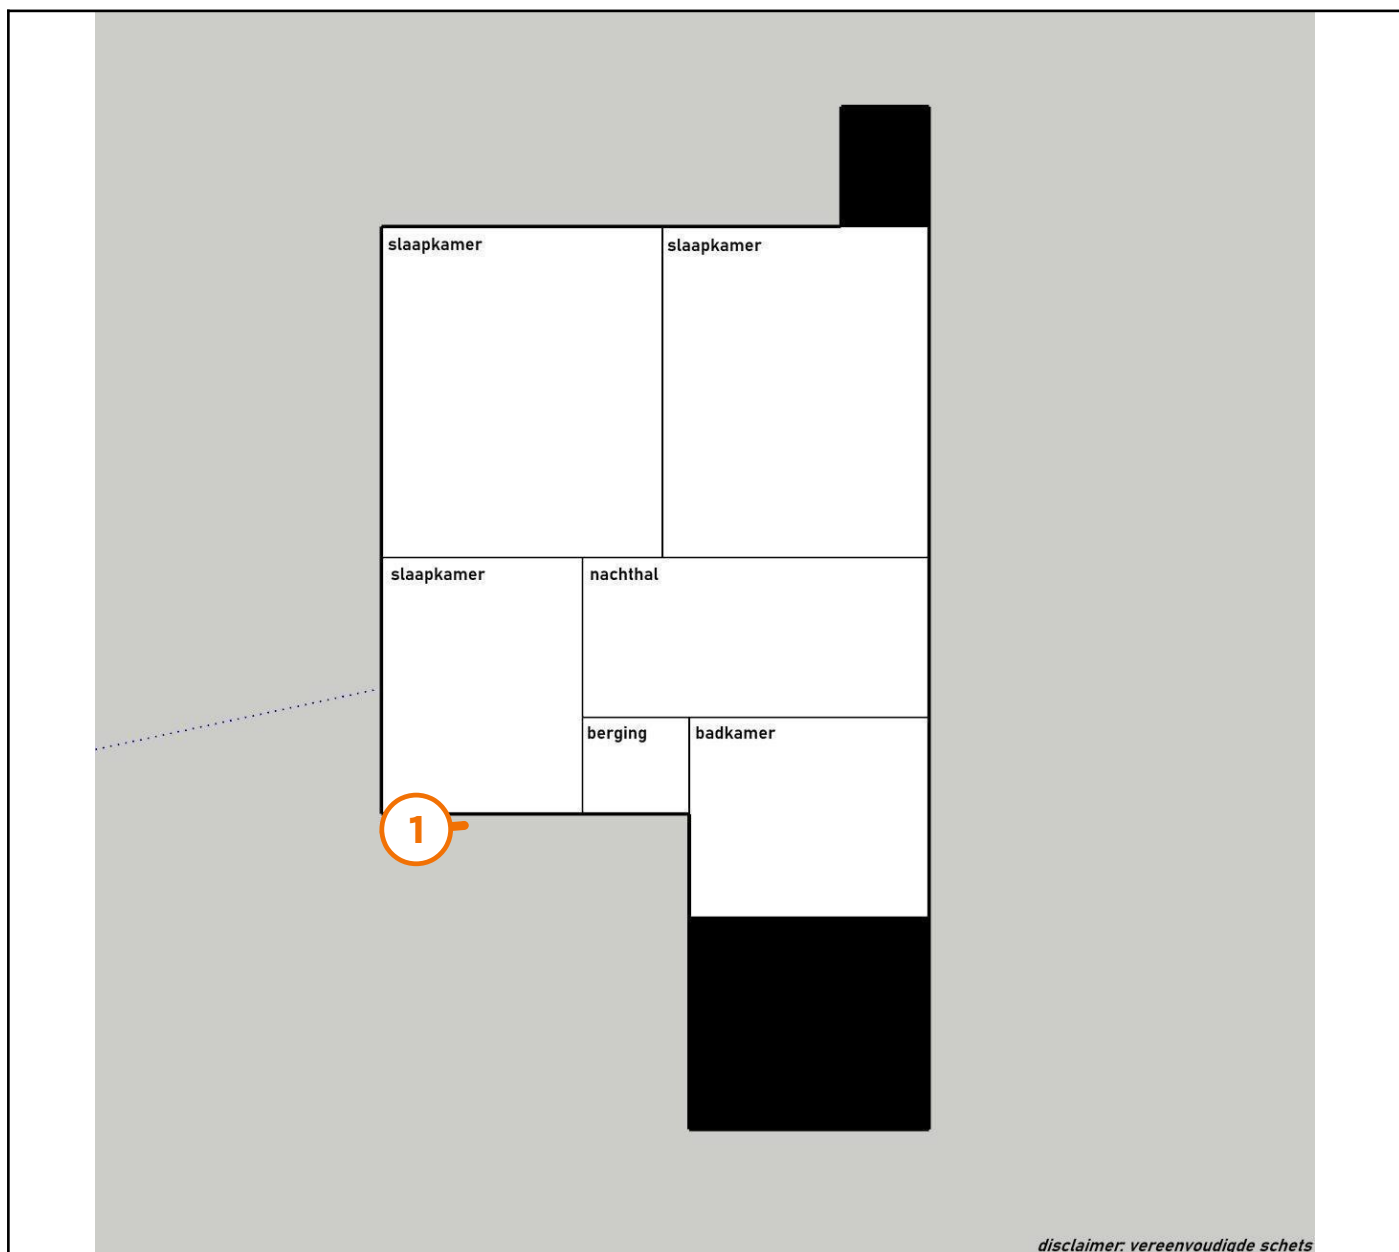 slaapkamer
slaapkamer
slaapkamer
nachthal
berging
badkamer
1
disclaimer: vereenvoudigde schets